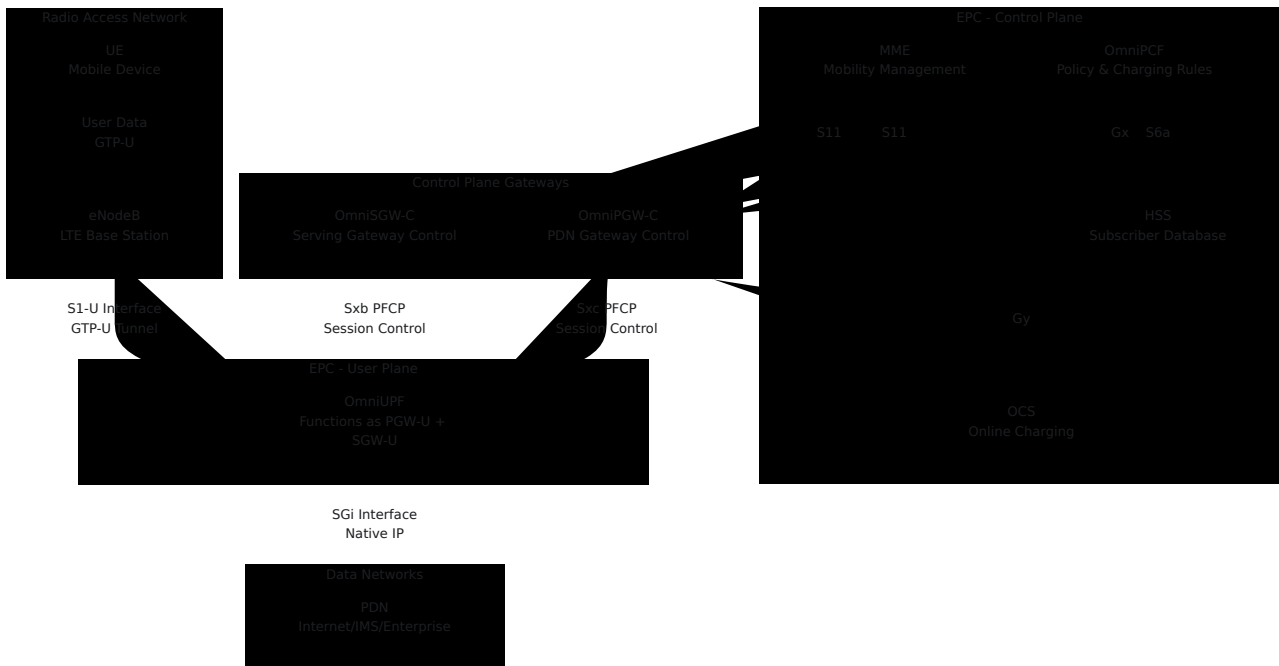 Radio Access Network
UE
Mobile Device
User Data
GTP-U
eNodeB
LTE Base Station
EPC - Control Plane
MME
Mobility Management
OmniPCF
Policy & Charging Rules
S11
S11
Gx
S6a
HSS
Subscriber Database
Gy
OCS
Online Charging
Control Plane Gateways
OmniSGW-C
Serving Gateway Control
OmniPGW-C
PDN Gateway Control
S1-U Interface
GTP-U Tunnel
Sxb PFCP
Session Control
Sxc PFCP
Session Control
EPC - User Plane
OmniUPF
Functions as PGW-U +
SGW-U
SGi Interface
Native IP
Data Networks
PDN
Internet/IMS/Enterprise